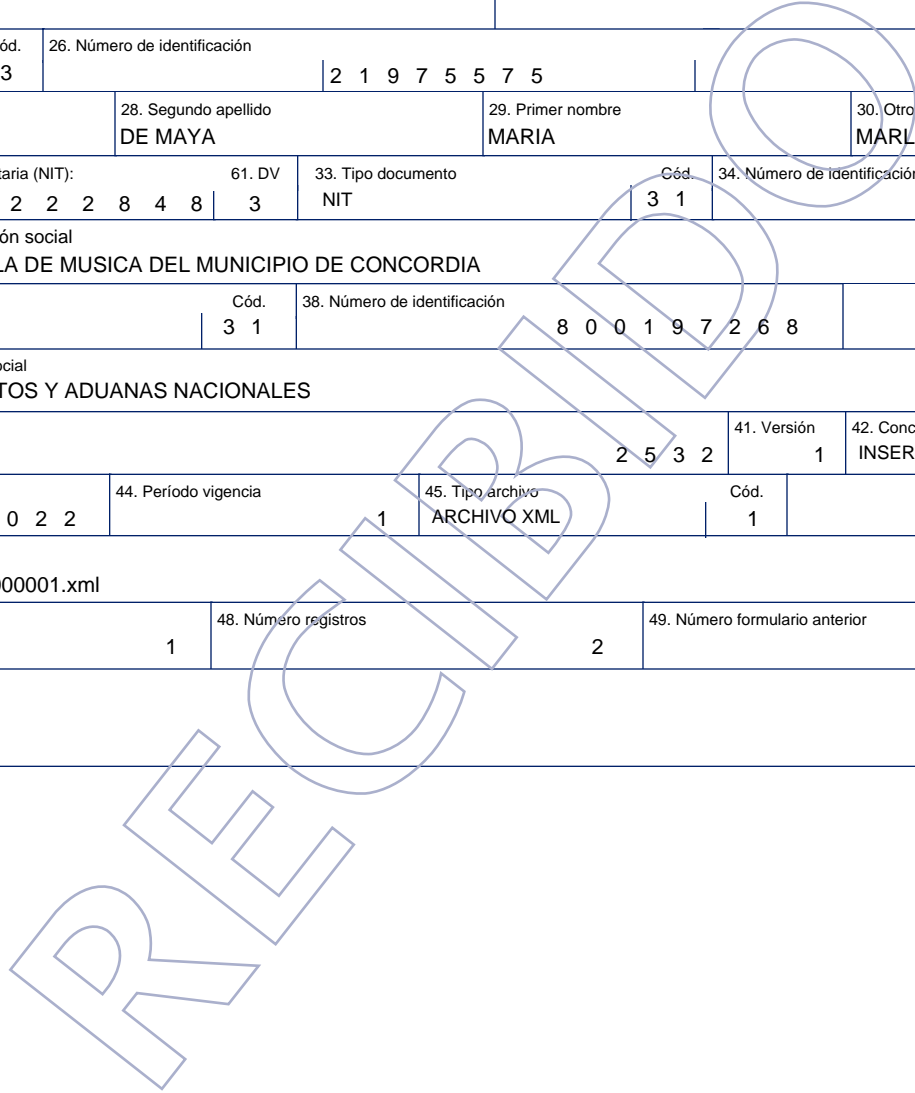 ód. 26. Número de identificación
3 2 1 9 7 5 5 7 5
28. Segundo apellido 29. Primer nombre 30. Otro
DE MAYA MARIA MARL
taria (NIT): 61. DV 33. Tipo documento Cód. 34. Número de identificación
2 2 2 8 4 8 3 NIT 3 1
ón social
LA DE MUSICA DEL MUNICIPIO DE CONCORDIA
Cód. 38. Número de identificación
3 1 8 0 0 1 9 7 2 6 8
ocial
TOS Y ADUANAS NACIONALES
41. Versión 42. Conc
2 5 3 2 1 INSER
44. Período vigencia 45. Tipo archivo Cód.
0 2 2 1 ARCHIVO XML 1
000001.xml
48. Número registros 49. Número formulario anterior
1 2
RECIBIDO